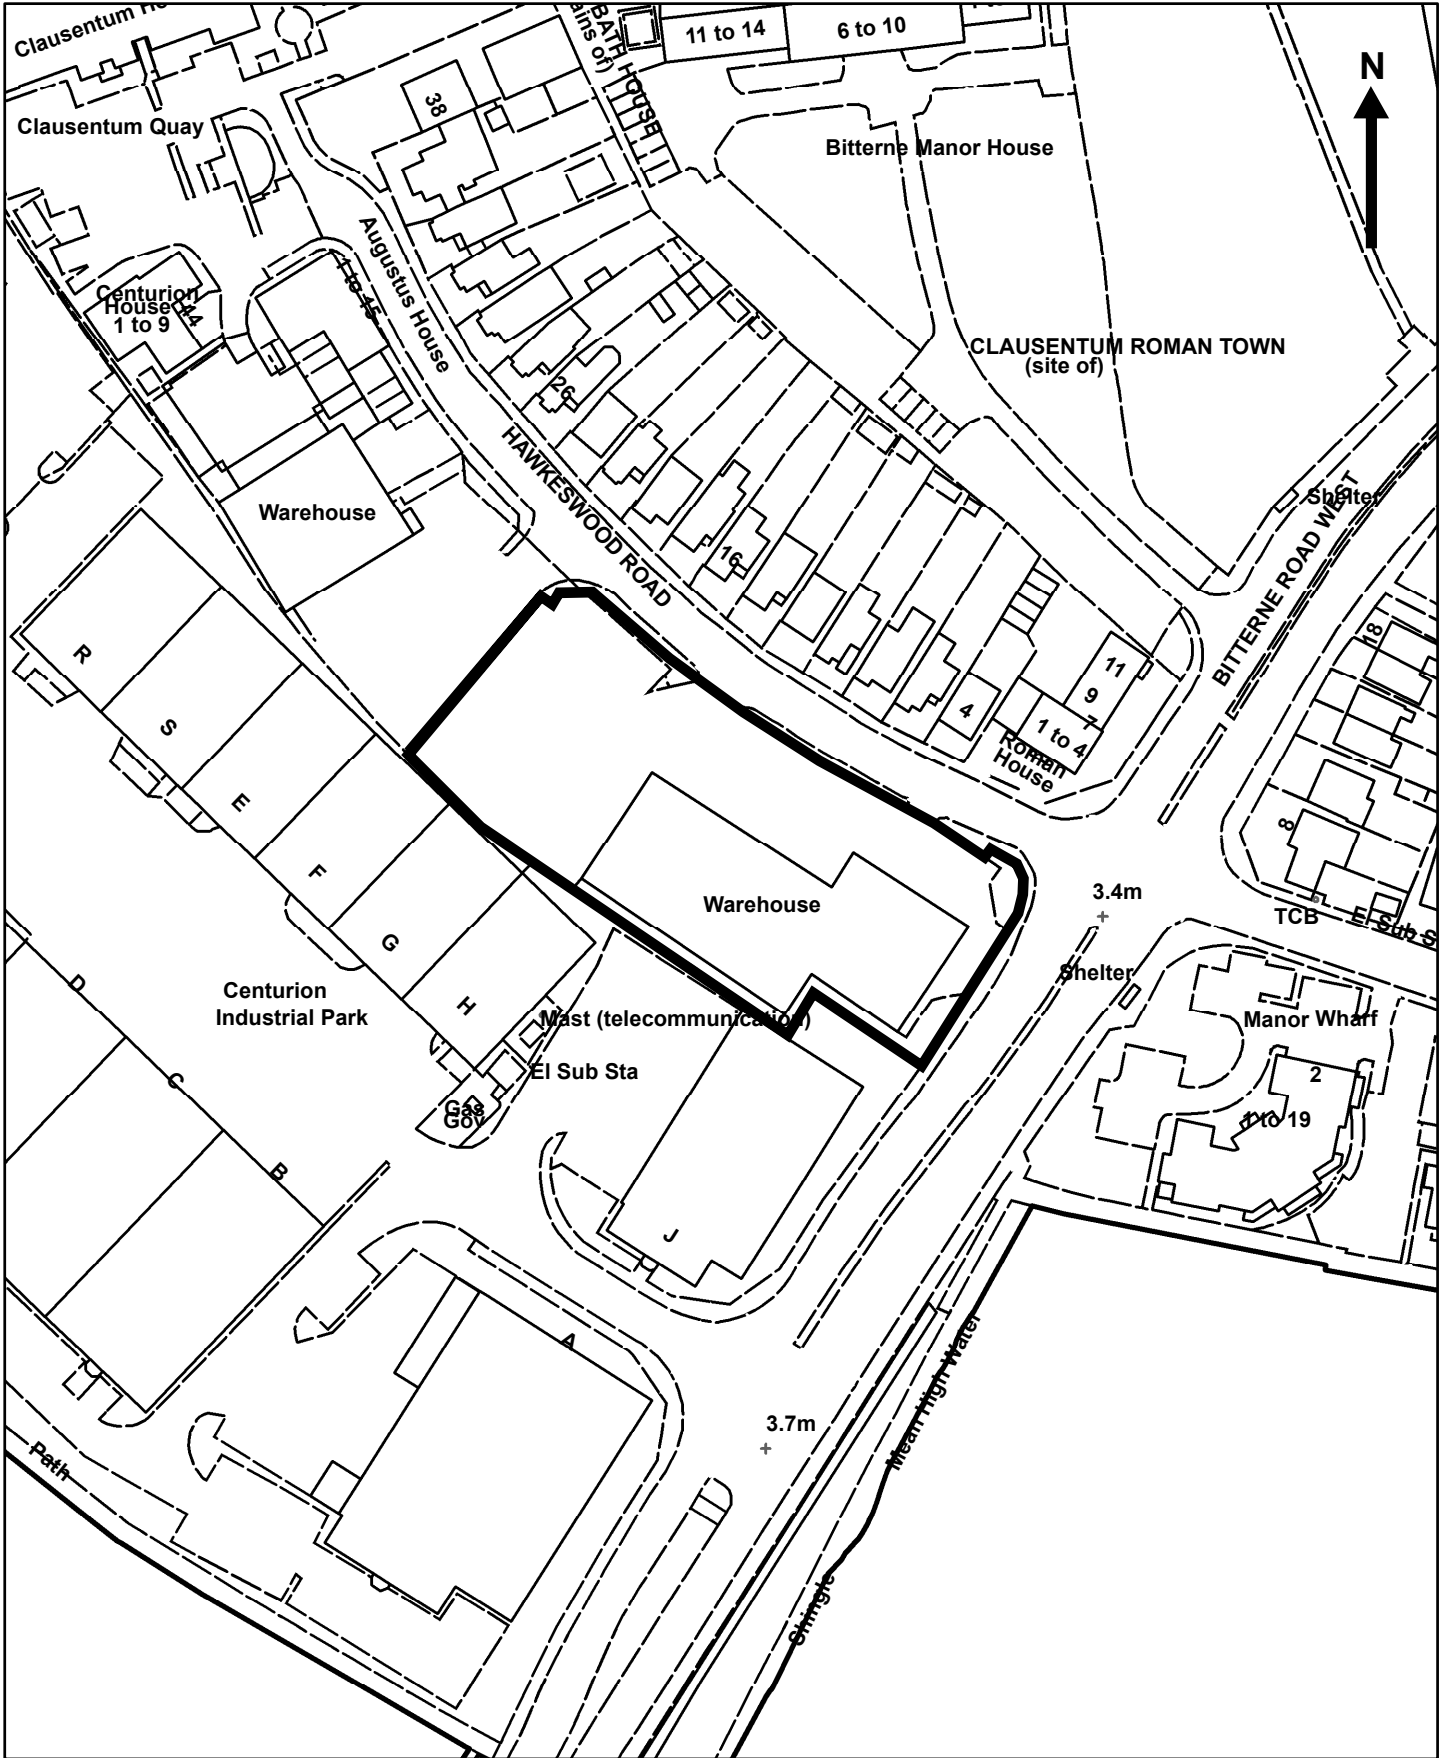 Clausentum
11 to 14
6 to 10
BATH HOUSE
ains of)
N
38
Clausentum Quay
Bitterne Manor House
Augustus House
1 to 45
Centurion
House
1 to 9
44
CLAUSENTUM ROMAN TOWN
(site of)
26
HAWKESWOOD ROAD
Shelter
BITTERNE ROAD WEST
Warehouse
16
18
R
11
9
7
4
1 to 4
Roman
House
S
E
8
F
Warehouse
3.4m
TCB
El Sub S
G
Shelter
D
Centurion
Industrial Park
H
Mast (telecommunication)
Manor Wharf
El Sub Sta
2
C
Gas
Gov
1 to 19
B
J
A
Mean High Water
3.7m
Path
Shingle